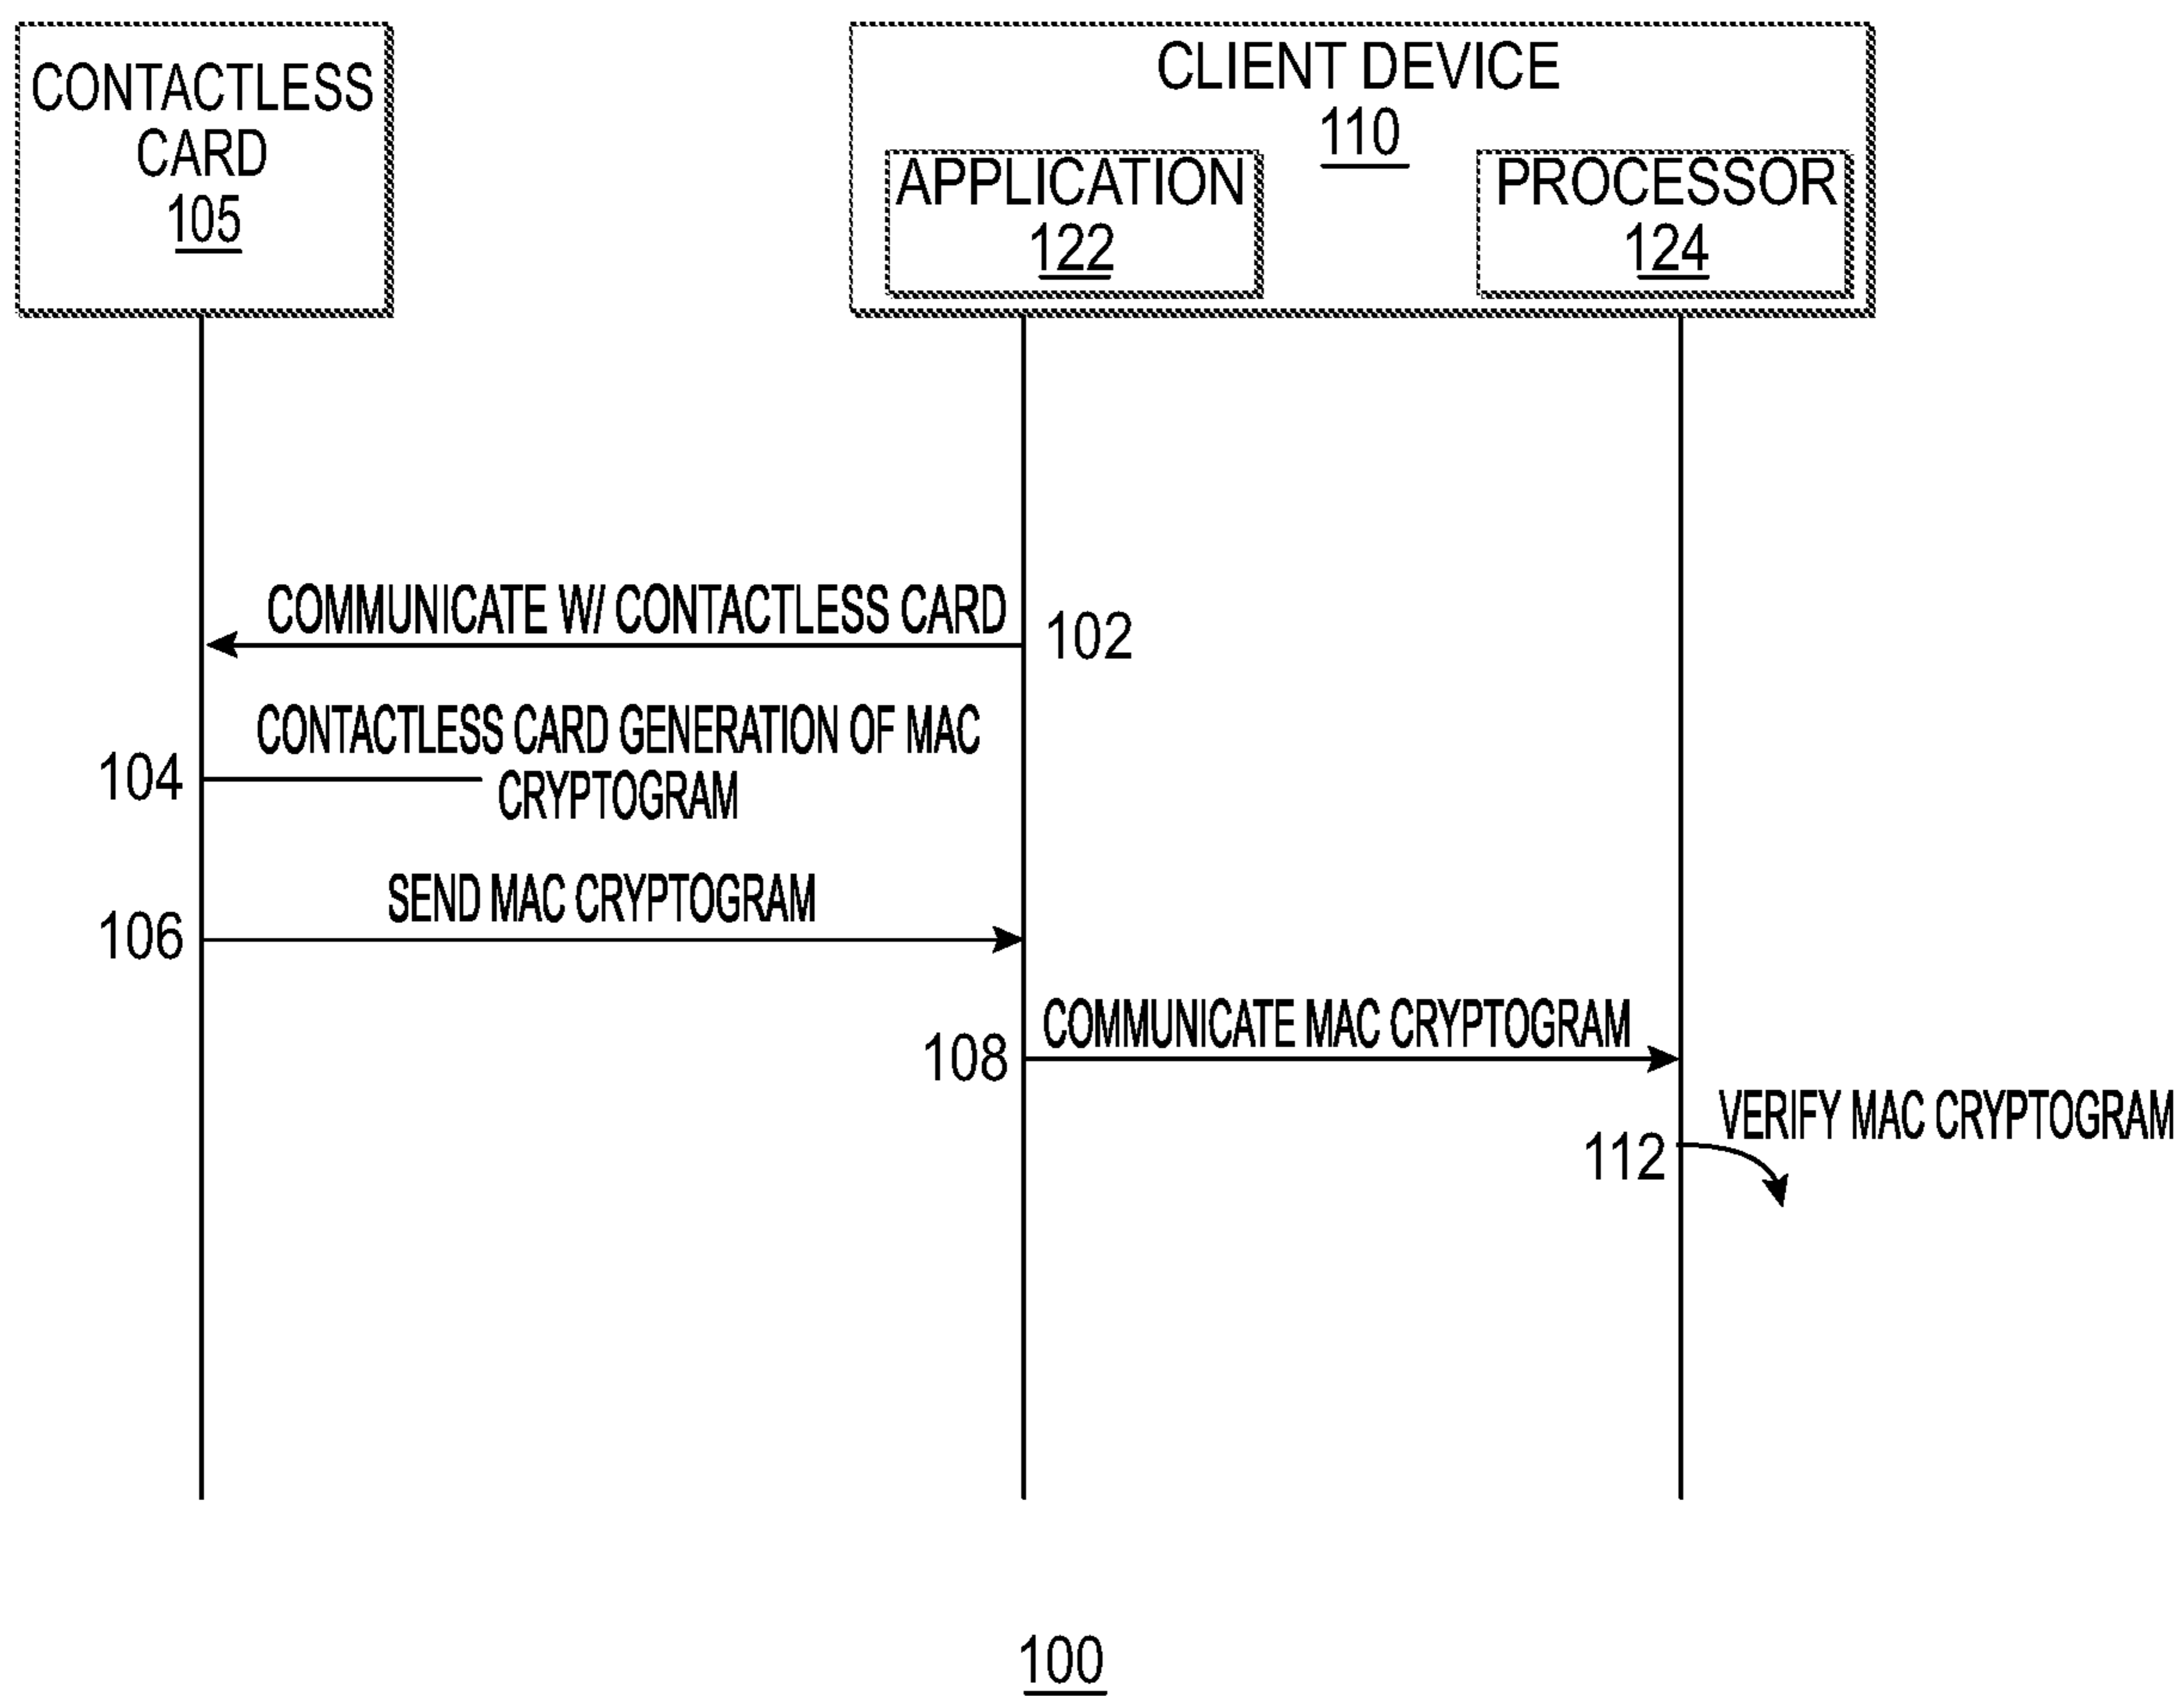 CONTACTLESS
CARD
105
CLIENT DEVICE
110
APPLICATION
122
PROCESSOR
124
COMMUNICATE W/ CONTACTLESS CARD
102
CONTACTLESS CARD GENERATION OF MAC
104
CRYPTOGRAM
SEND MAC CRYPTOGRAM
106
COMMUNICATE MAC CRYPTOGRAM
108
VERIFY MAC CRYPTOGRAM
112
100